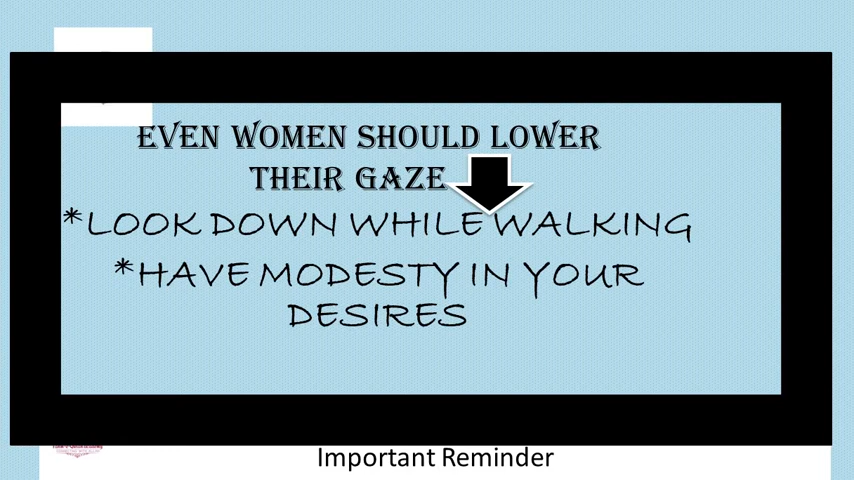 EVEN WOMEN SHOULD LOWER
THEIR GAZE
*LOOK DOWN WHILE WALKING
*HAVE MODESTY IN YOUR
DESIRES
Important Reminder